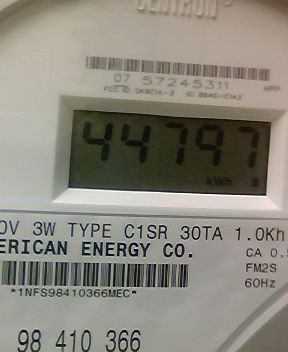 CENTRON
07 57245311
44797
kWh
0V 3W TYPE C1SR 30TA 1.0Kh
ERICAN ENERGY CO.
CA 0.
*1NFS98410366MEC*
FM2S
60Hz
98 410 366